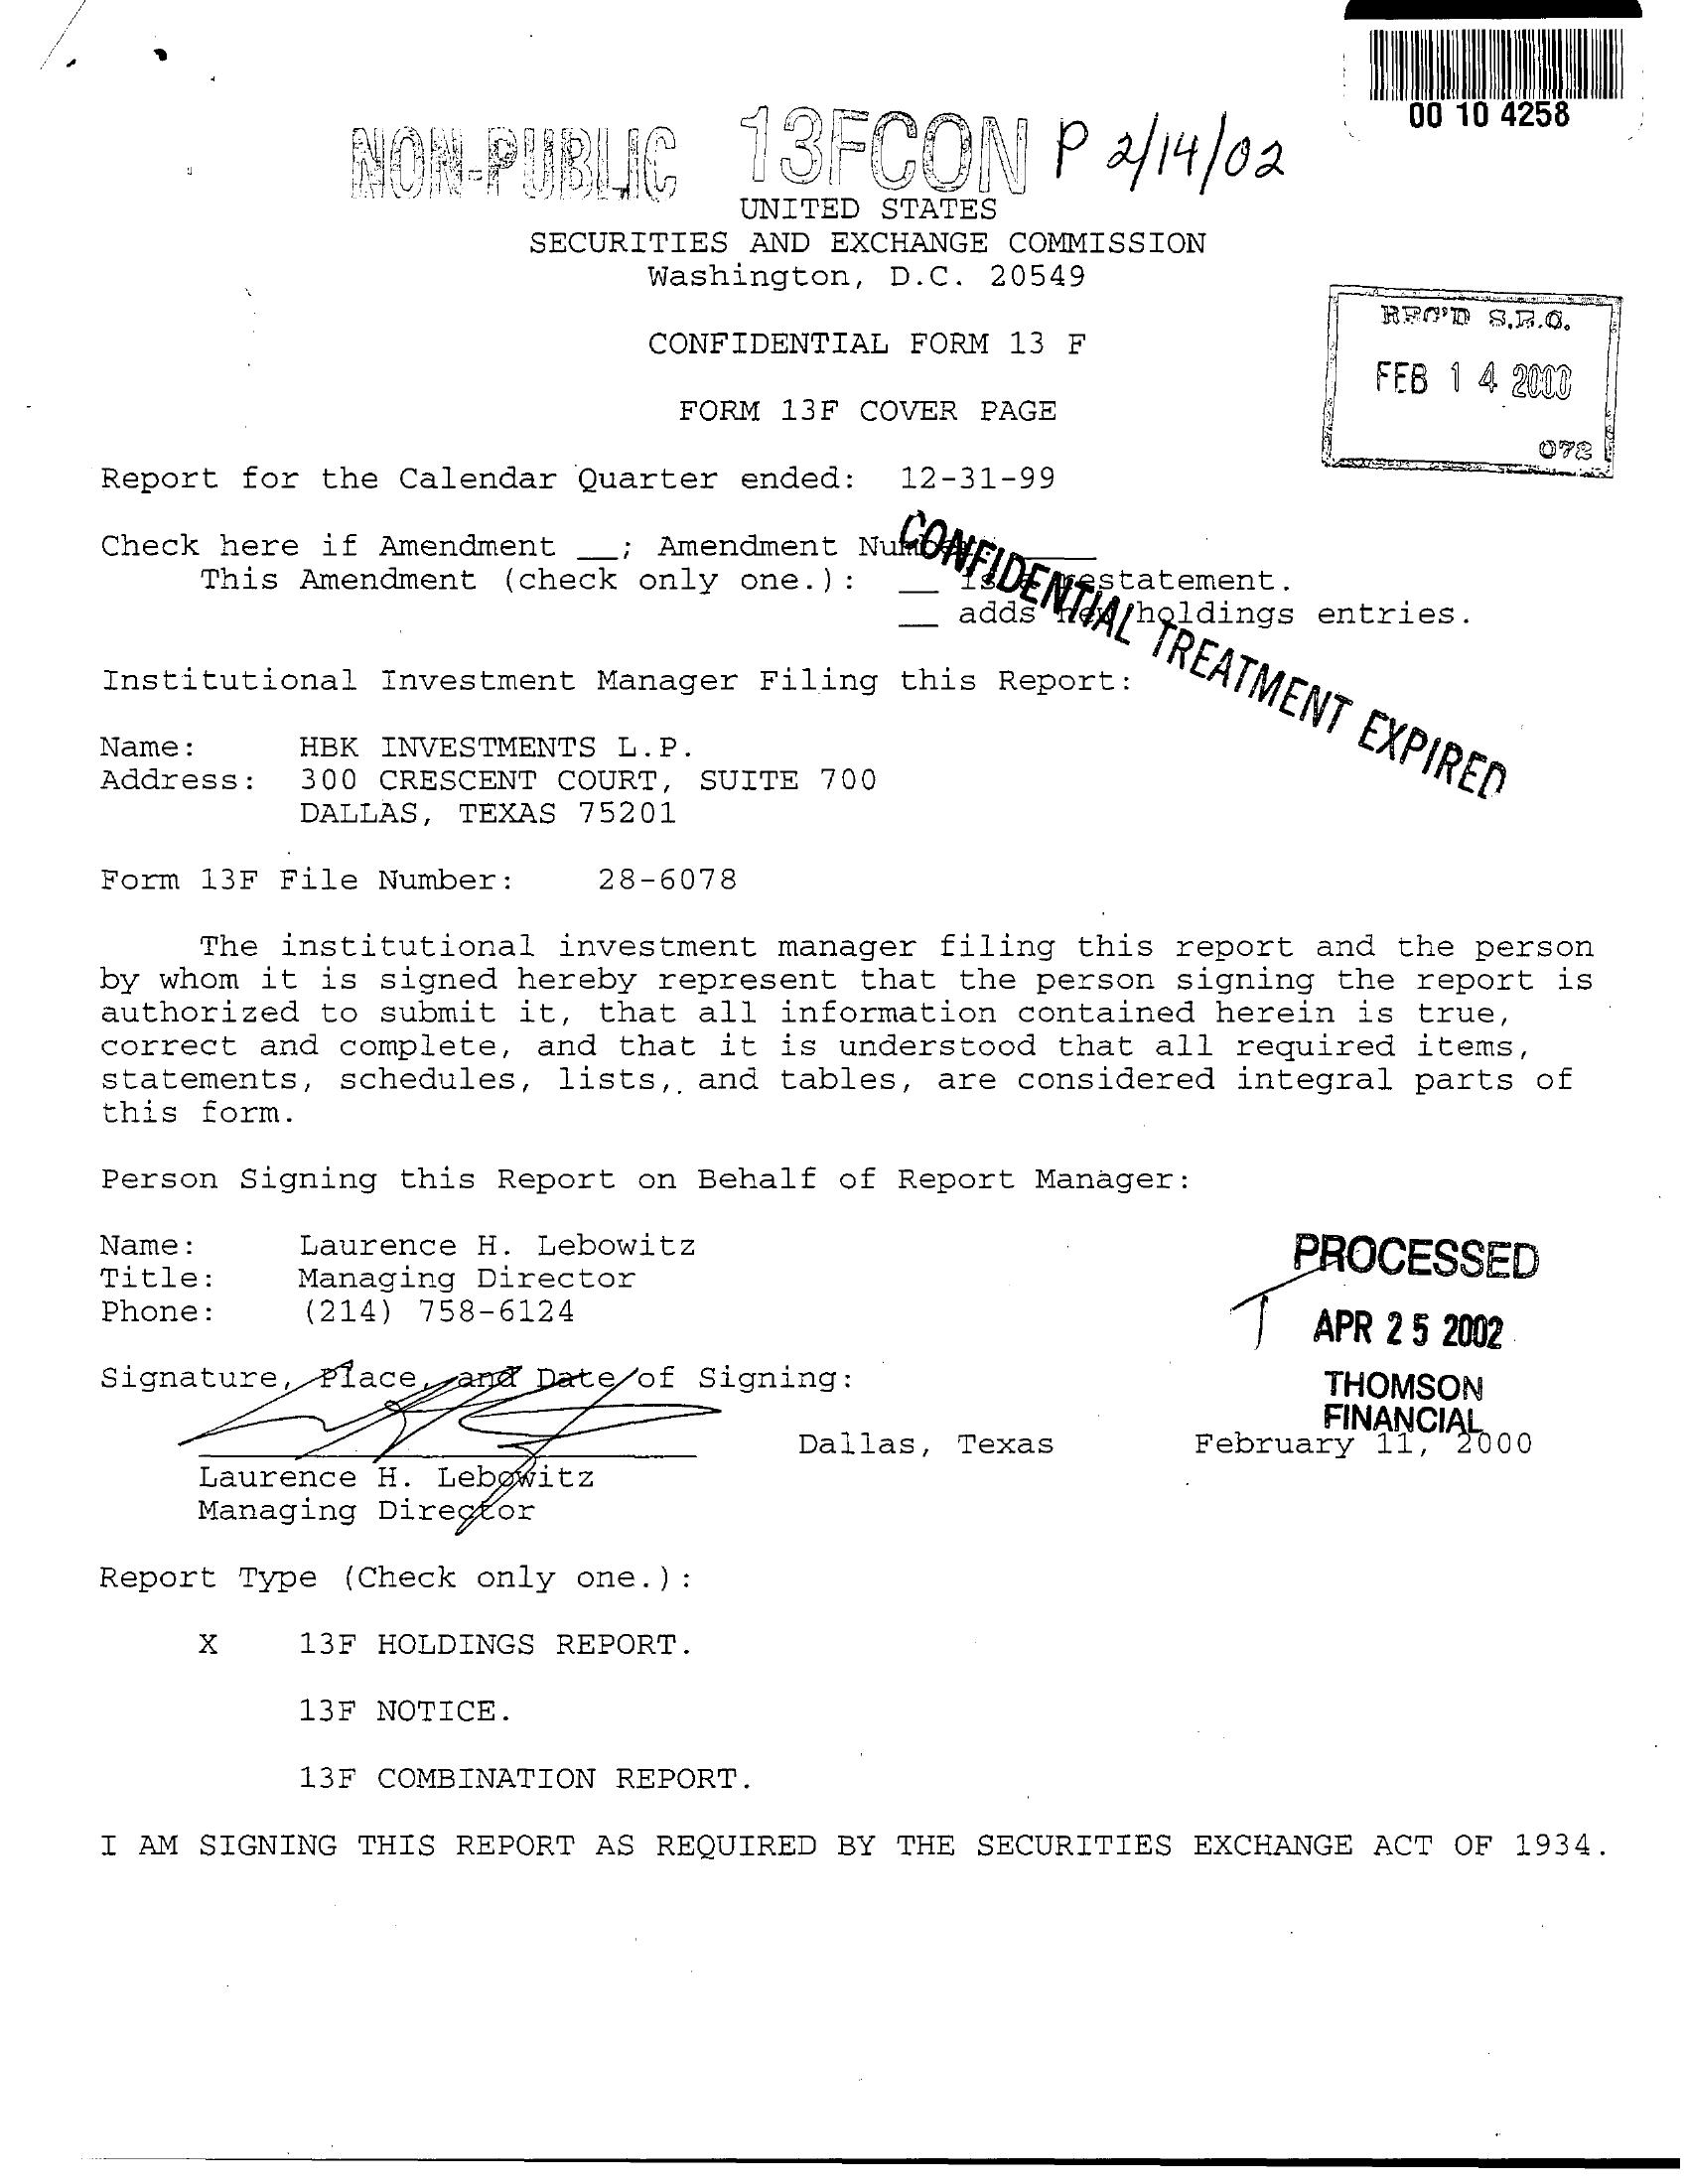 00 10 4258
NON-PUBLIC 13FCON P 2/14/02
UNITED STATES
SECURITIES AND EXCHANGE COMMISSION
Washington, D.C. 20549
REC'D S.E.C.
FEB 14 2000
072
CONFIDENTIAL FORM 13 F
FORM 13F COVER PAGE
Report for the Calendar Quarter ended: 12-31-99
Check here if Amendment __; Amendment Number: ____
This Amendment (check only one.): __ is a restatement.
__ adds new holdings entries.
CONFIDENTIAL TREATMENT EXPIRED
Institutional Investment Manager Filing this Report:
Name: HBK INVESTMENTS L.P.
Address: 300 CRESCENT COURT, SUITE 700
DALLAS, TEXAS 75201
Form 13F File Number: 28-6078
The institutional investment manager filing this report and the person
by whom it is signed hereby represent that the person signing the report is
authorized to submit it, that all information contained herein is true,
correct and complete, and that it is understood that all required items,
statements, schedules, lists, and tables, are considered integral parts of
this form.
Person Signing this Report on Behalf of Report Manager:
Name: Laurence H. Lebowitz
Title: Managing Director
Phone: (214) 758-6124
PROCESSED
APR 25 2002
THOMSON
FINANCIAL
Signature, Place, and Date of Signing:
Dallas, Texas February 11, 2000
Laurence H. Lebowitz
Managing Director
Report Type (Check only one.):
X 13F HOLDINGS REPORT.
13F NOTICE.
13F COMBINATION REPORT.
I AM SIGNING THIS REPORT AS REQUIRED BY THE SECURITIES EXCHANGE ACT OF 1934.